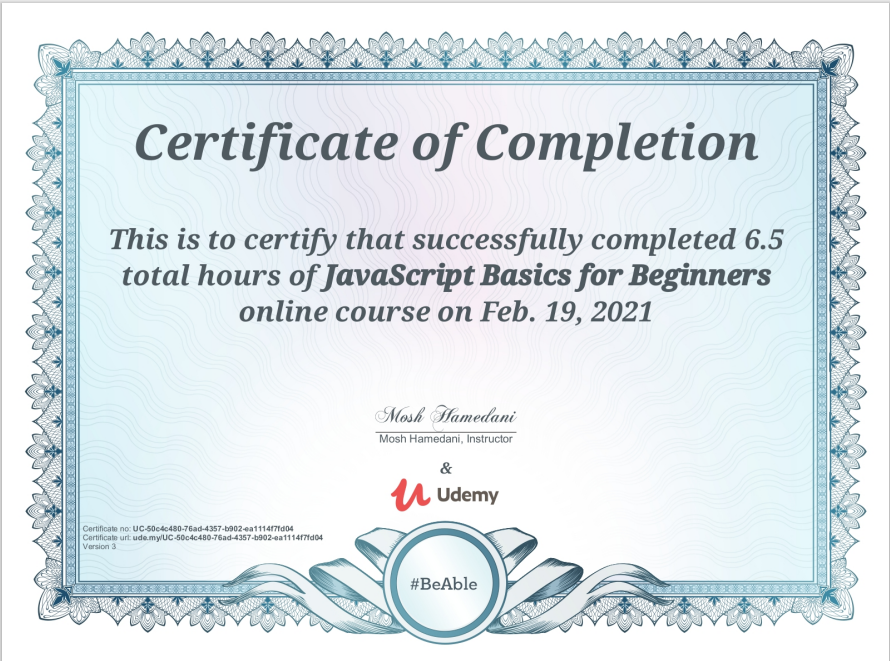 Certificate of Completion
This is to certify that successfully completed 6.5
total hours of JavaScript Basics for Beginners
online course on Feb. 19, 2021
Mosh Hamedani
Mosh Hamedani, Instructor
&
Udemy
Certificate no: UC-50c4c480-76ad-4357-b902-ea1114f7fd04
Certificate url: ude.my/UC-50c4c480-76ad-4357-b902-ea1114f7fd04
Version 3
#BeAble